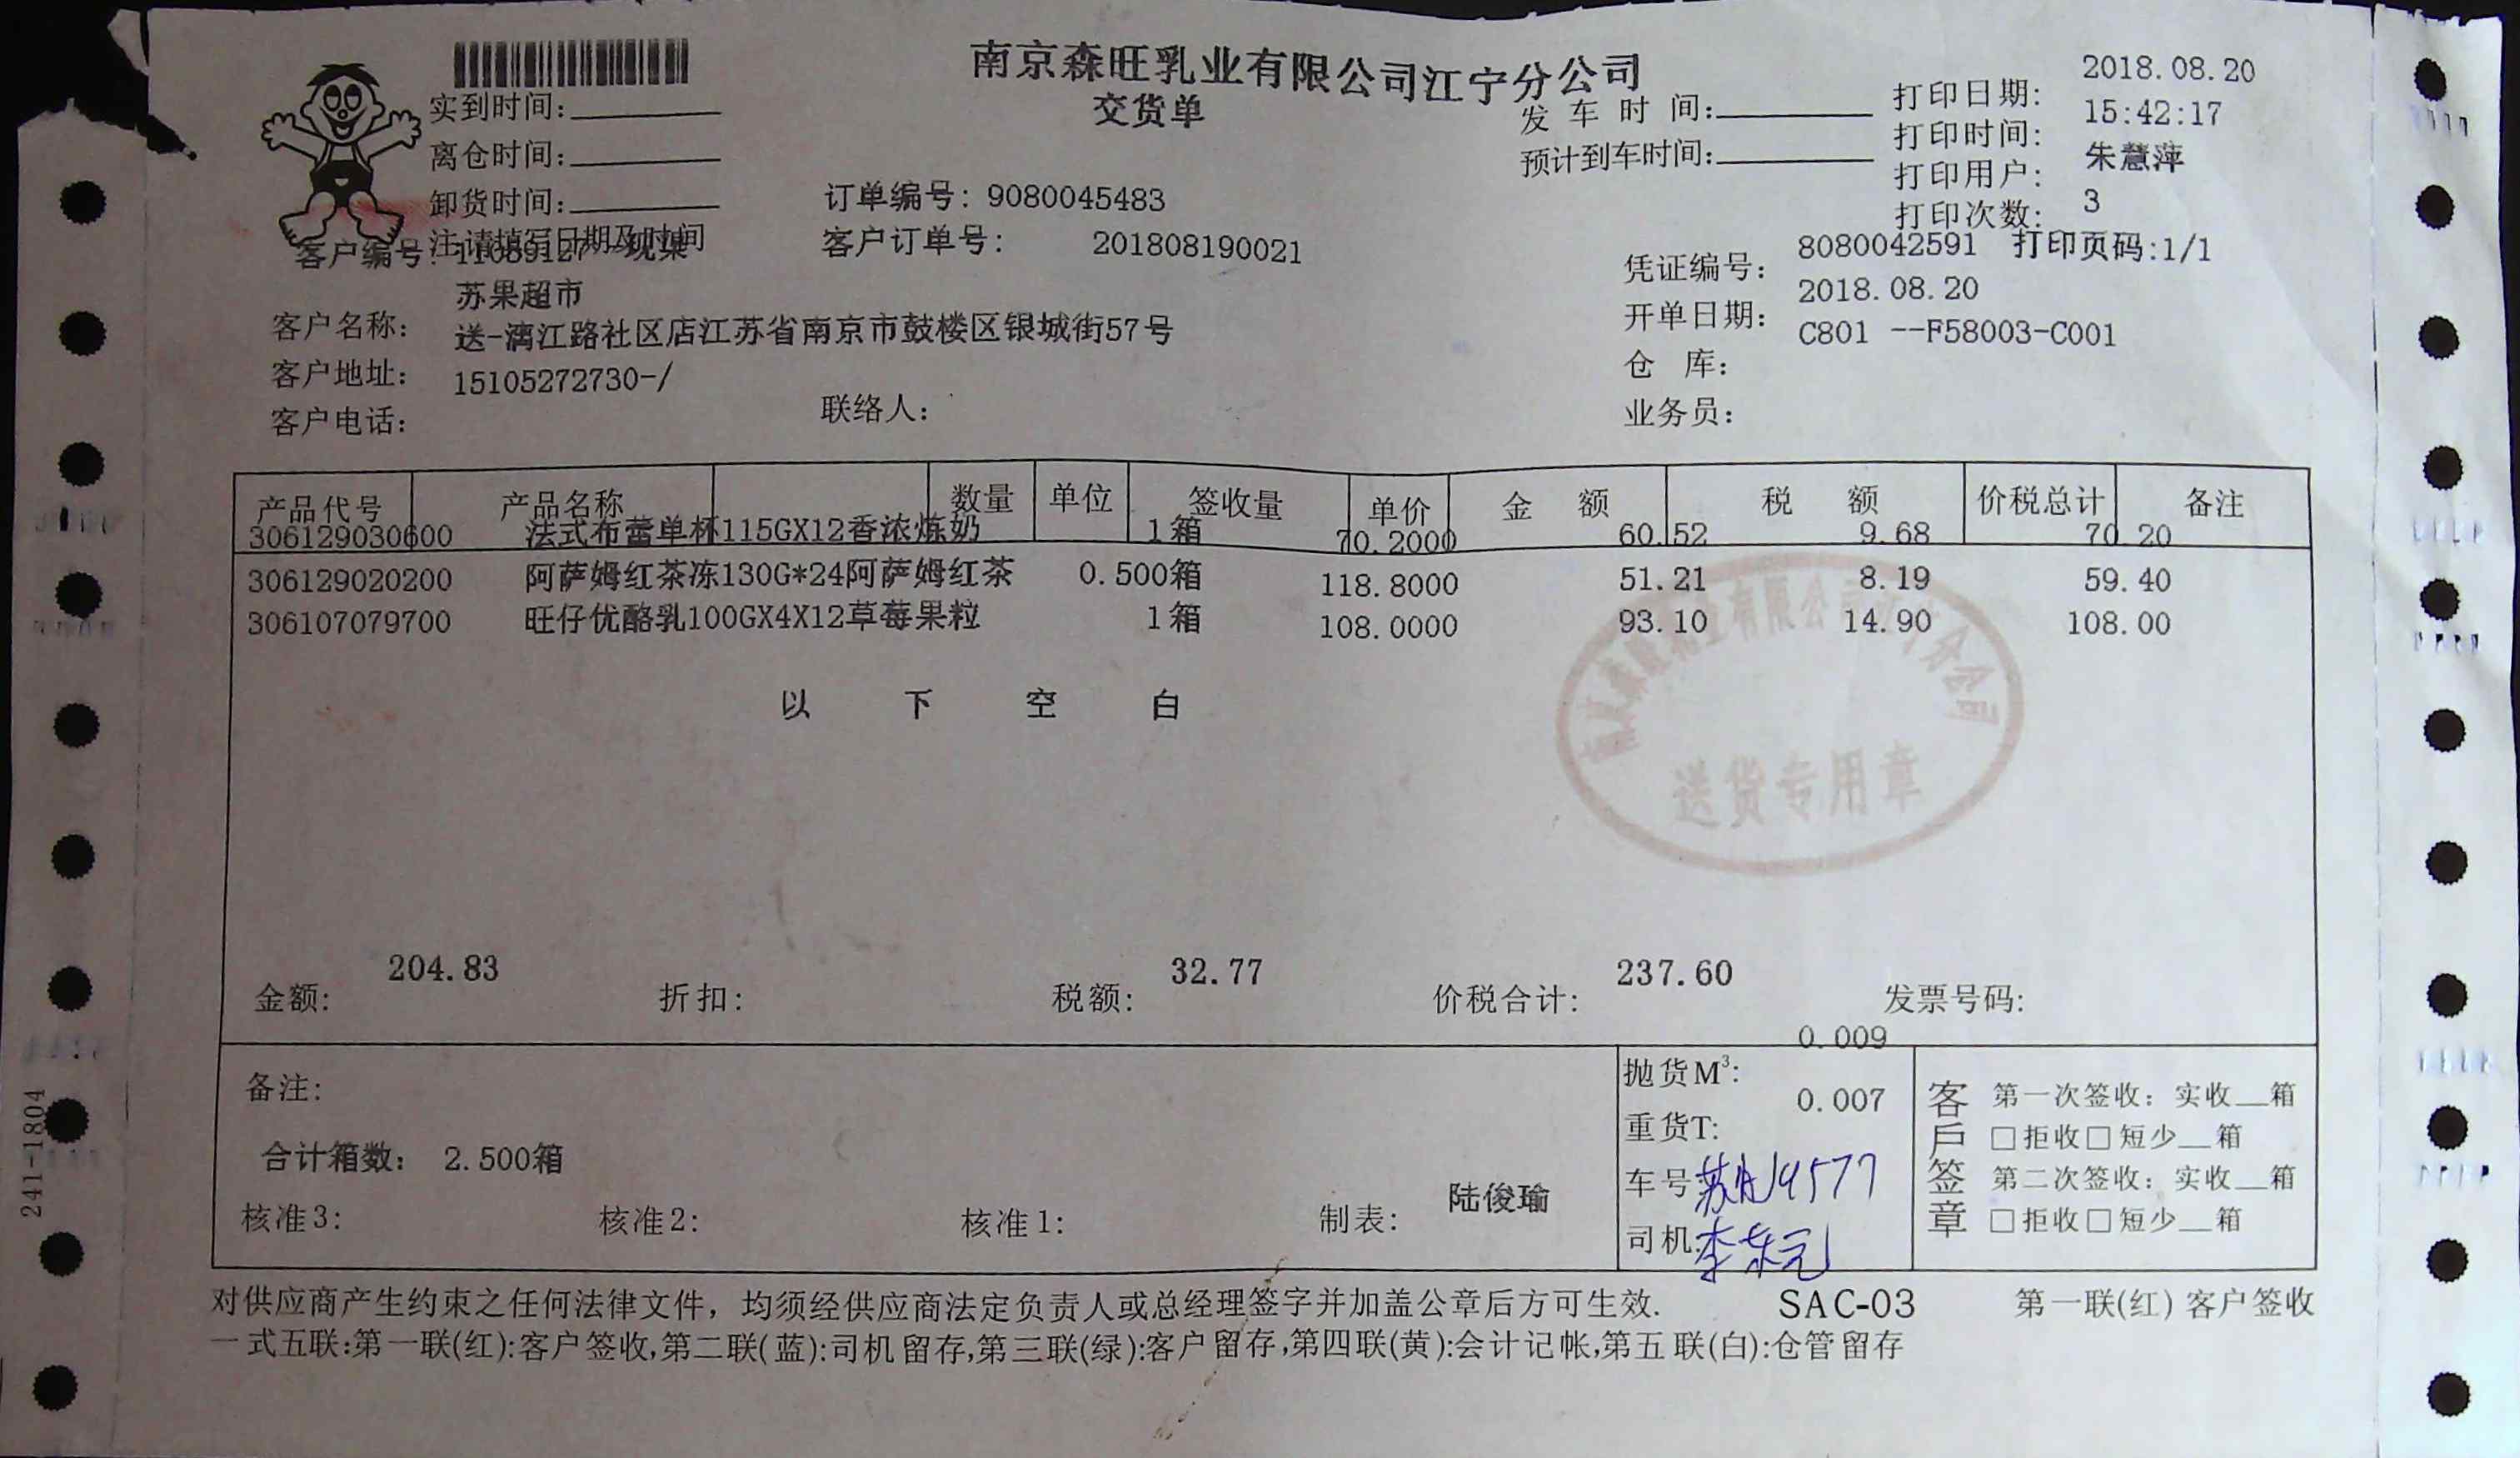 南京森旺乳业有限公司江宁分公司
交货单
实到时间:
离仓时间:
卸货时间:
注:请填写日期及时间
发车时间:
预计到车时间:
打印日期: 2018.08.20
打印时间: 15:42:17
打印用户: 朱慧萍
打印次数: 3
订单编号: 9080045483
客户订单号: 201808190021
客户编号: 11089127 现渠
凭证编号: 8080042591 打印页码:1/1
开单日期: 2018.08.20
仓 库: C801 --F58003-C001
业务员:
客户名称: 苏果超市
客户地址: 送-漓江路社区店江苏省南京市鼓楼区银城街57号
客户电话: 15105272730-/
联络人:
产品代号 产品名称 数量 单位 签收量 单价 金额 税额 价税总计 备注
306129030600 法式布蕾单杯115GX12香浓炼奶 1箱 70.2000 60.52 9.68 70.20
306129020200 阿萨姆红茶冻130G*24阿萨姆红茶 0.500箱 118.8000 51.21 8.19 59.40
306107079700 旺仔优酪乳100GX4X12草莓果粒 1箱 108.0000 93.10 14.90 108.00
以下空白
送货专用章
金额: 204.83 折扣: 税额: 32.77 价税合计: 237.60 发票号码:
备注:
合计箱数: 2.500箱
核准3: 核准2: 核准1: 制表: 陆俊瑜
抛货M³: 0.009
重货T: 0.007
车号
司机:
客戶签章
第一次签收: 实收__箱
□拒收□短少__箱
第二次签收: 实收__箱
□拒收□短少__箱
对供应商产生约束之任何法律文件，均须经供应商法定负责人或总经理签字并加盖公章后方可生效. SAC-03 第一联(红) 客户签收
一式五联:第一联(红):客户签收,第二联(蓝):司机留存,第三联(绿):客户留存,第四联(黄):会计记帐,第五联(白):仓管留存
241-1804